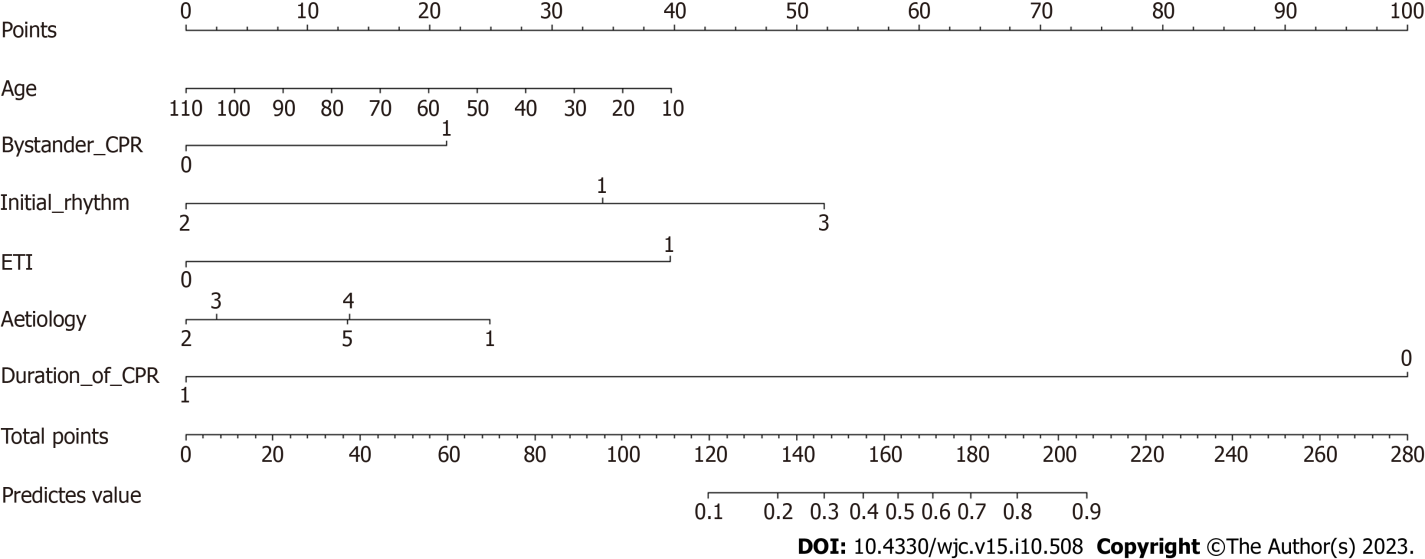 0 10 20 30 40 50 60 70 80 90 100
Points
Age
110 100 90 80 70 60 50 40 30 20 10
1
Bystander_CPR
0
1
Initial_rhythm
2 3
1
ETI
0
3 4
Aetiology
2 5 1
0
Duration_of_CPR
1
Total points
0 20 40 60 80 100 120 140 160 180 200 220 240 260 280
Predictes value
0.1 0.2 0.3 0.4 0.5 0.6 0.7 0.8 0.9
DOI: 10.4330/wjc.v15.i10.508 Copyright ©The Author(s) 2023.